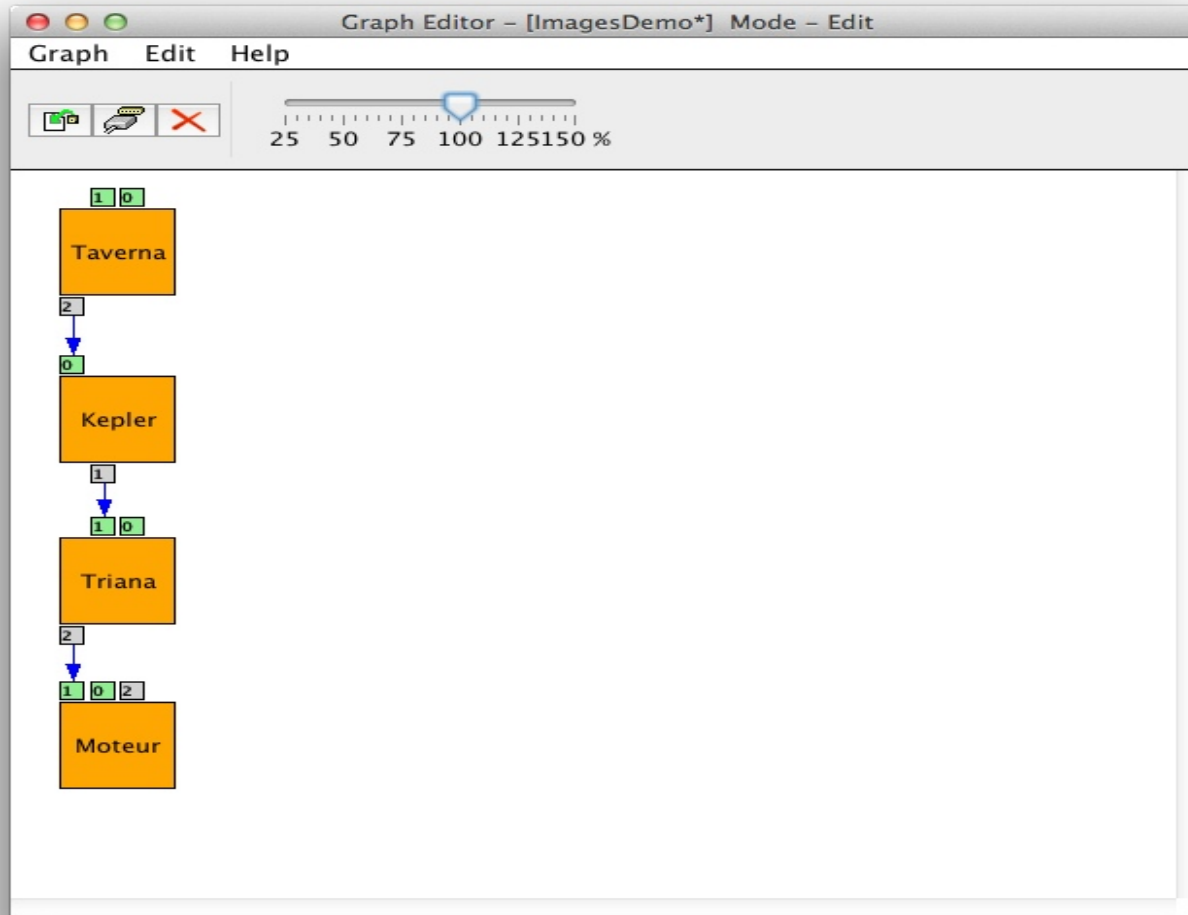 Graph Editor – [ImagesDemo*] Mode – Edit
Graph Edit Help
25 50 75 100 125150 %
1 0
Taverna
2
0
Kepler
1
1 0
Triana
2
1 0 2
Moteur